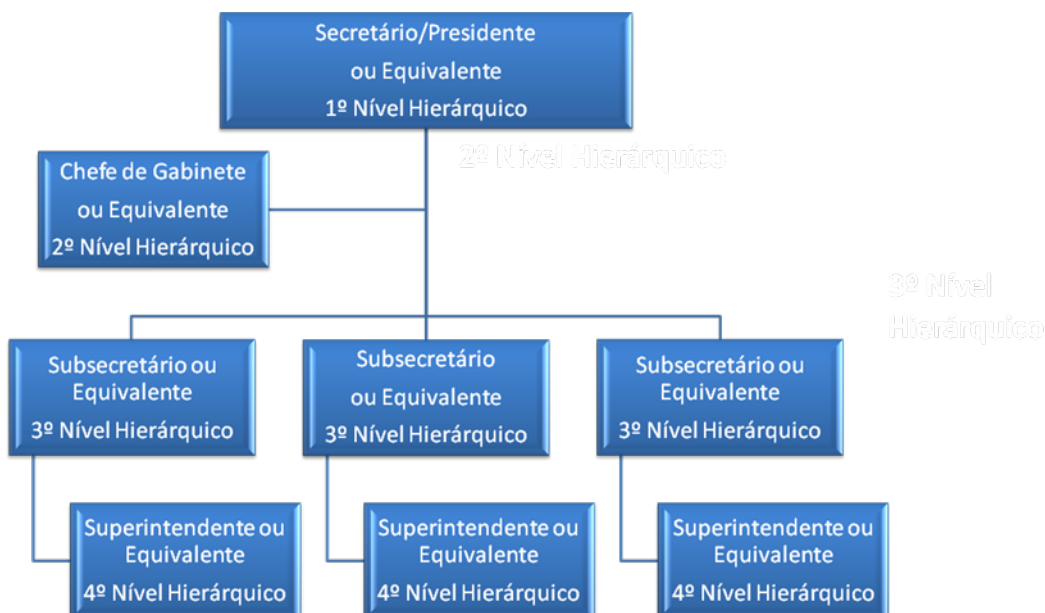 Secretário/Presidente
ou Equivalente
1º Nível Hierárquico
2º Nível Hierárquico
Chefe de Gabinete
ou Equivalente
2º Nível Hierárquico
3º Nível
Hierárquico
Subsecretário ou
Equivalente
3º Nível Hierárquico
Subsecretário
ou Equivalente
3º Nível Hierárquico
Subsecretário ou
Equivalente
3º Nível Hierárquico
Superintendente ou
Equivalente
4º Nível Hierárquico
Superintendente ou
Equivalente
4º Nível Hierárquico
Superintendente ou
Equivalente
4º Nível Hierárquico